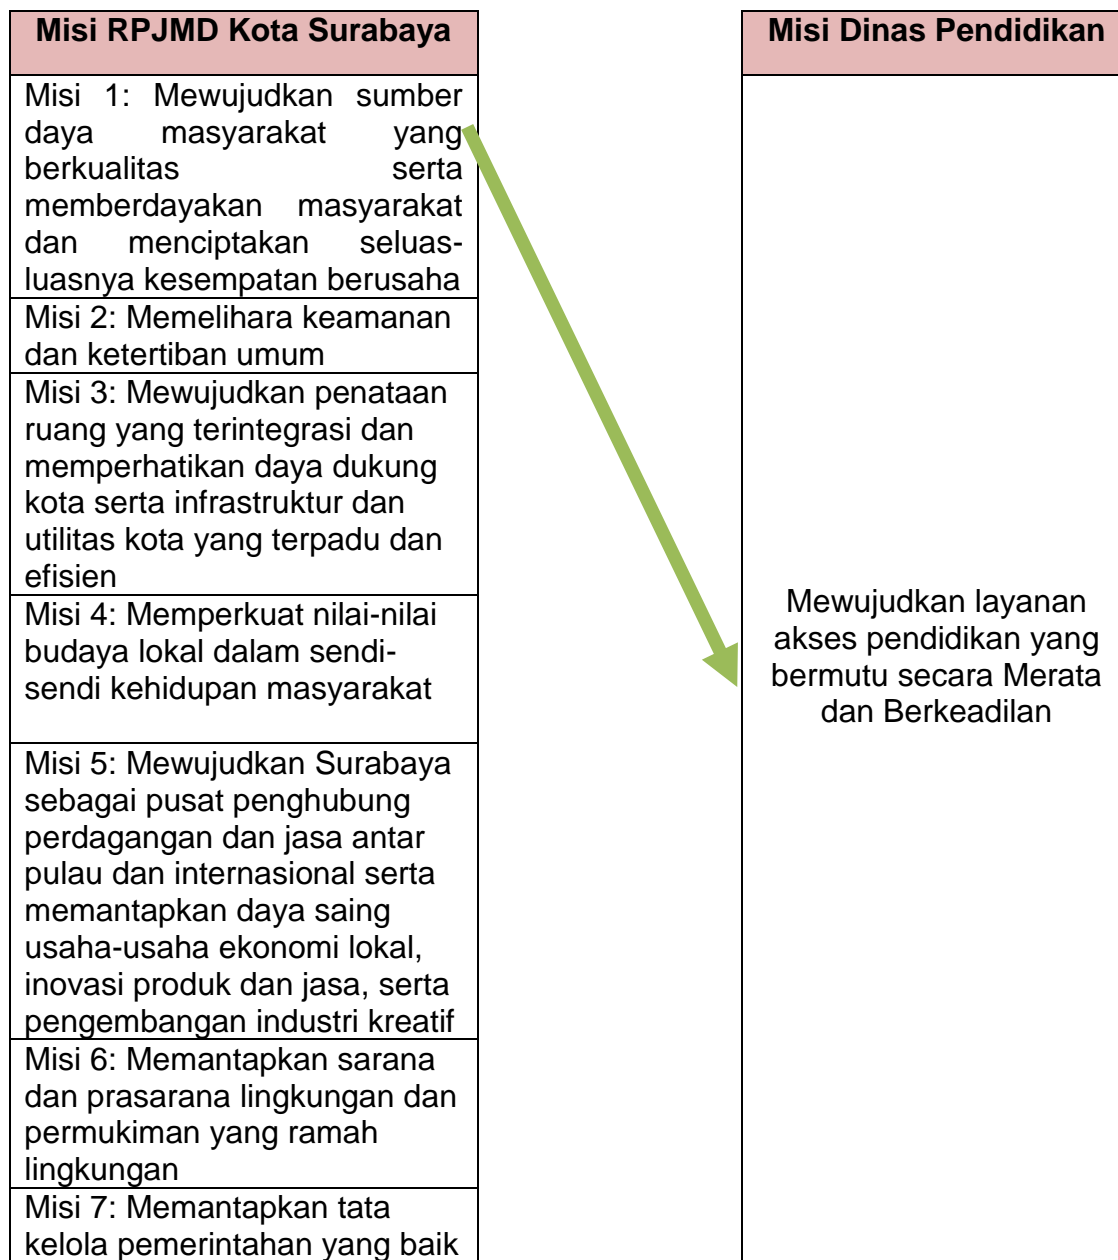 Misi RPJMD Kota Surabaya
Misi 1: Mewujudkan sumber
daya masyarakat yang
berkualitas serta
memberdayakan masyarakat
dan menciptakan seluas-
luasnya kesempatan berusaha
Misi 2: Memelihara keamanan
dan ketertiban umum
Misi 3: Mewujudkan penataan
ruang yang terintegrasi dan
memperhatikan daya dukung
kota serta infrastruktur dan
utilitas kota yang terpadu dan
efisien
Misi 4: Memperkuat nilai-nilai
budaya lokal dalam sendi-
sendi kehidupan masyarakat
Misi 5: Mewujudkan Surabaya
sebagai pusat penghubung
perdagangan dan jasa antar
pulau dan internasional serta
memantapkan daya saing
usaha-usaha ekonomi lokal,
inovasi produk dan jasa, serta
pengembangan industri kreatif
Misi 6: Memantapkan sarana
dan prasarana lingkungan dan
permukiman yang ramah
lingkungan
Misi 7: Memantapkan tata
kelola pemerintahan yang baik
Misi Dinas Pendidikan
Mewujudkan layanan
akses pendidikan yang
bermutu secara Merata
dan Berkeadilan